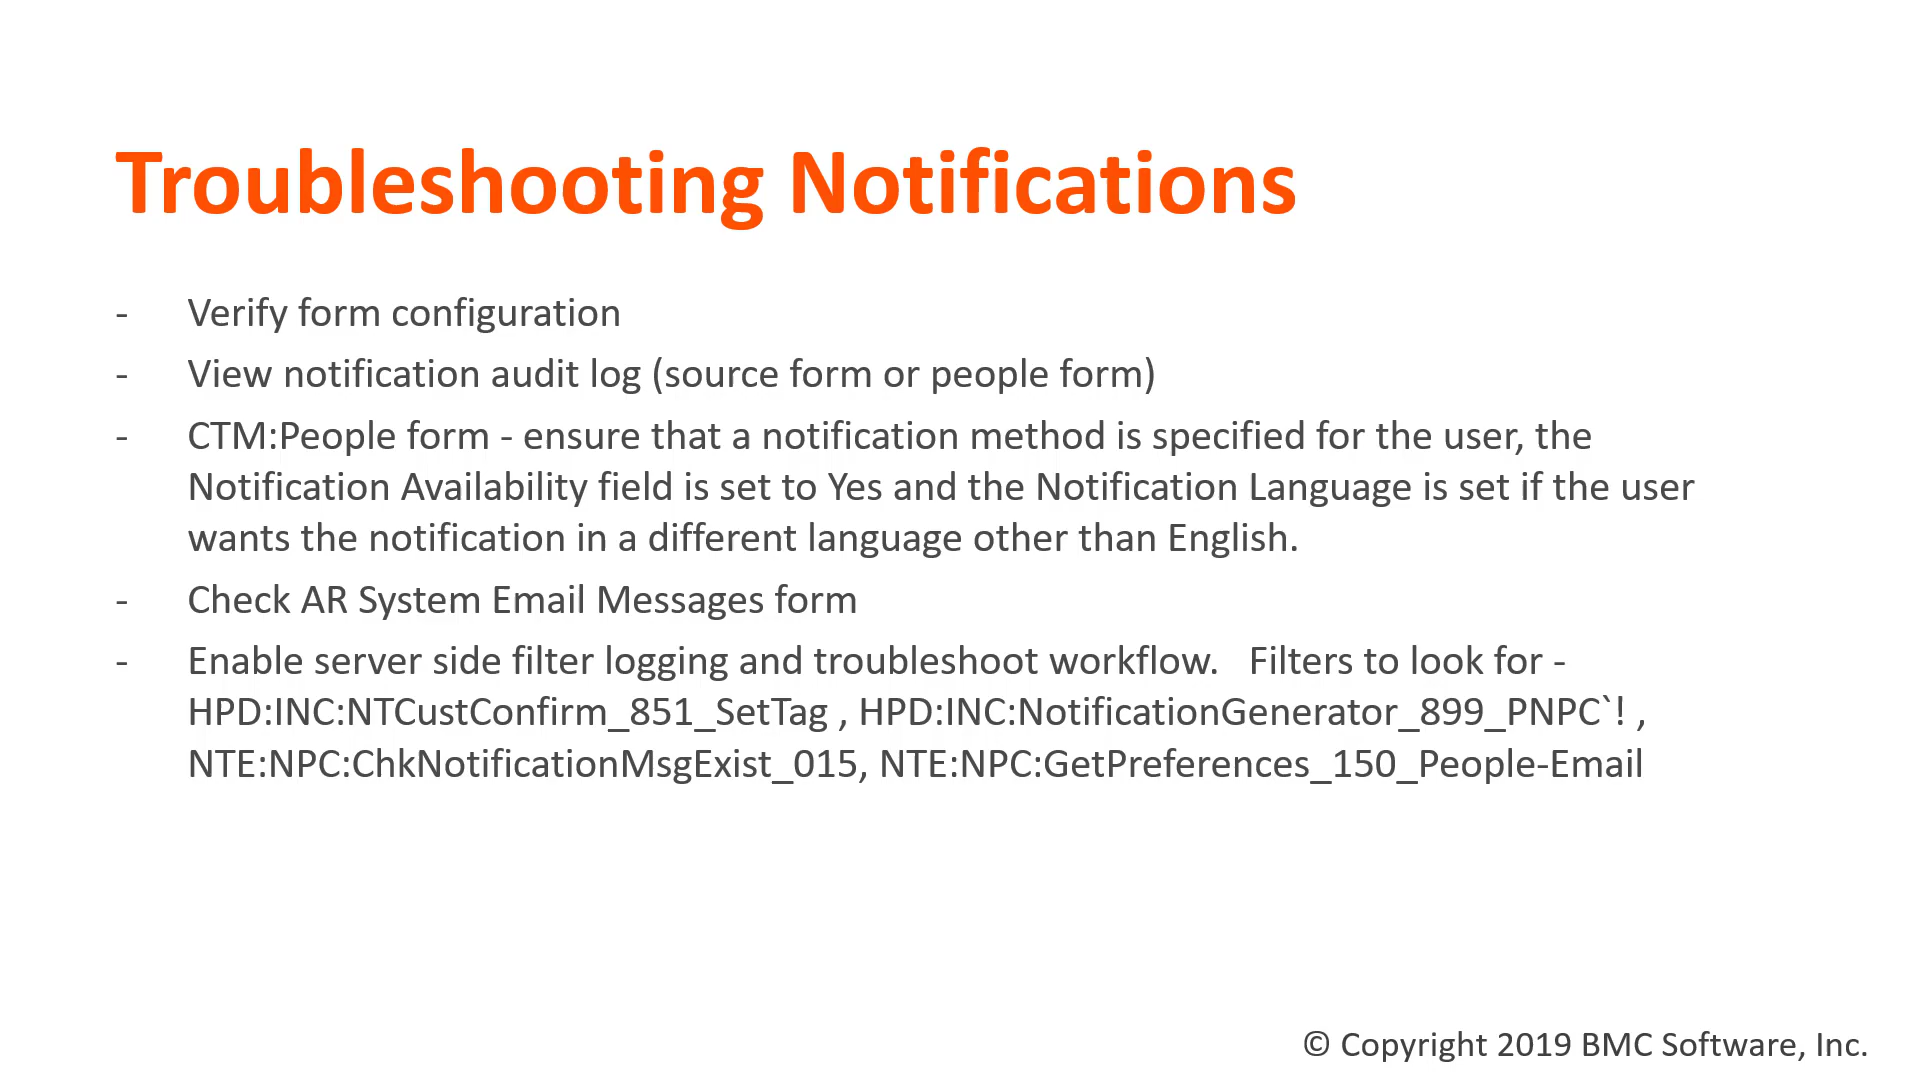 Troubleshooting Notifications
- Verify form configuration
- View notification audit log (source form or people form)
- CTM:People form - ensure that a notification method is specified for the user, the
Notification Availability field is set to Yes and the Notification Language is set if the user
wants the notification in a different language other than English.
- Check AR System Email Messages form
- Enable server side filter logging and troubleshoot workflow.   Filters to look for -
HPD:INC:NTCustConfirm_851_SetTag , HPD:INC:NotificationGenerator_899_PNPC`! ,
NTE:NPC:ChkNotificationMsgExist_015, NTE:NPC:GetPreferences_150_People-Email
© Copyright 2019 BMC Software, Inc.